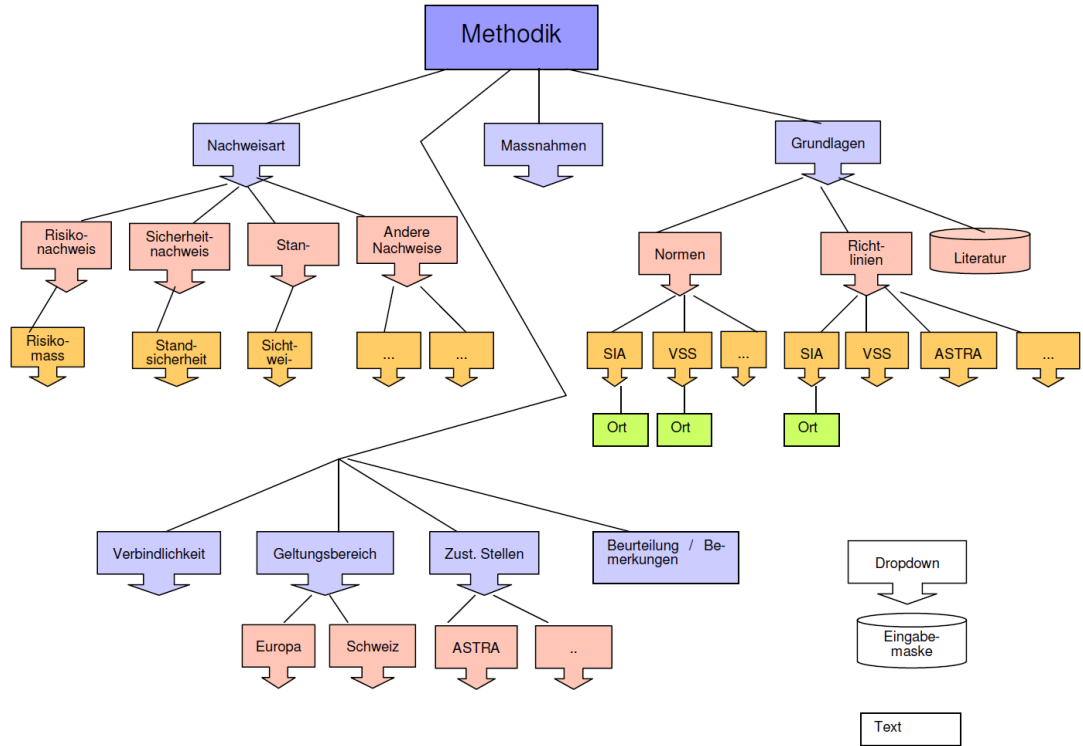 Methodik
Nachweisart
Massnahmen
Grundlagen
Risiko-
nachweis
Sicherheit-
nachweis
Stan-
Andere
Nachweise
Normen
Richt-
linien
Literatur
Risiko-
mass
Stand-
sicherheit
Sicht-
wei-
...
...
SIA
VSS
...
SIA
VSS
ASTRA
...
Ort
Ort
Ort
Verbindlichkeit
Geltungsbereich
Zust. Stellen
Beurteilung / Be-
merkungen
Europa
Schweiz
ASTRA
..
Dropdown
Eingabe-
maske
Text